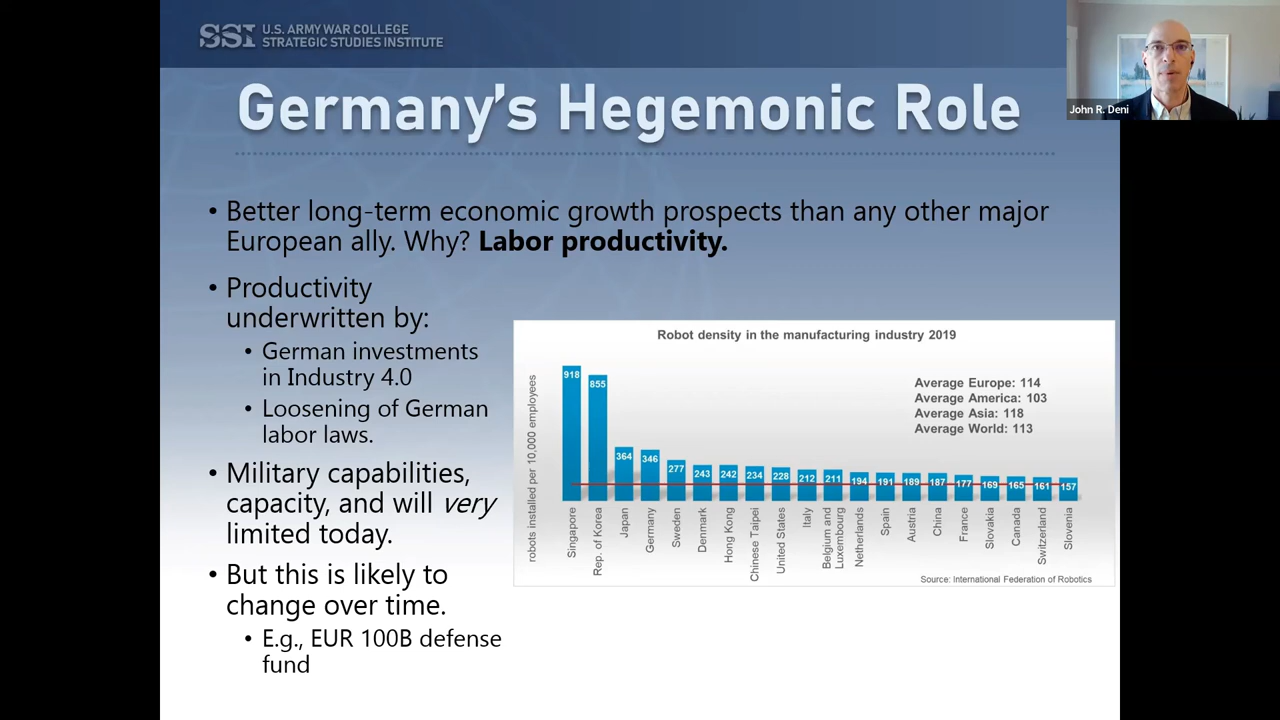 SSI U.S. ARMY WAR COLLEGE
STRATEGIC STUDIES INSTITUTE
John R. Deni
Germany's Hegemonic Role
• Better long-term economic growth prospects than any other major
European ally. Why? Labor productivity.
• Productivity
underwritten by:
• German investments
in Industry 4.0
• Loosening of German
labor laws.
• Military capabilities,
capacity, and will very
limited today.
• But this is likely to
change over time.
• E.g., EUR 100B defense
fund
Robot density in the manufacturing industry 2019
robots installed per 10,000 employees
Average Europe: 114
Average America: 103
Average Asia: 118
Average World: 113
918
855
364
346
277
243
242
234
228
212
211
194
191
189
187
177
169
165
161
157
Singapore
Rep. of Korea
Japan
Germany
Sweden
Denmark
Hong Kong
Chinese Taipei
United States
Italy
Belgium and
Luxembourg
Netherlands
Spain
Austria
China
France
Slovakia
Canada
Switzerland
Slovenia
Source: International Federation of Robotics